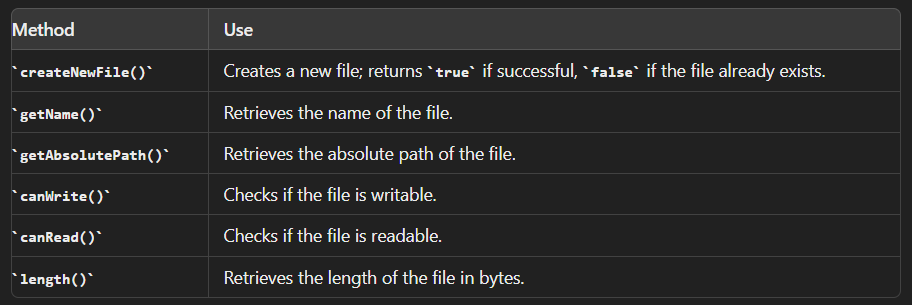 Method Use
`createNewFile()` Creates a new file; returns `true` if successful, `false` if the file already exists.
`getName()` Retrieves the name of the file.
`getAbsolutePath()` Retrieves the absolute path of the file.
`canWrite()` Checks if the file is writable.
`canRead()` Checks if the file is readable.
`length()` Retrieves the length of the file in bytes.